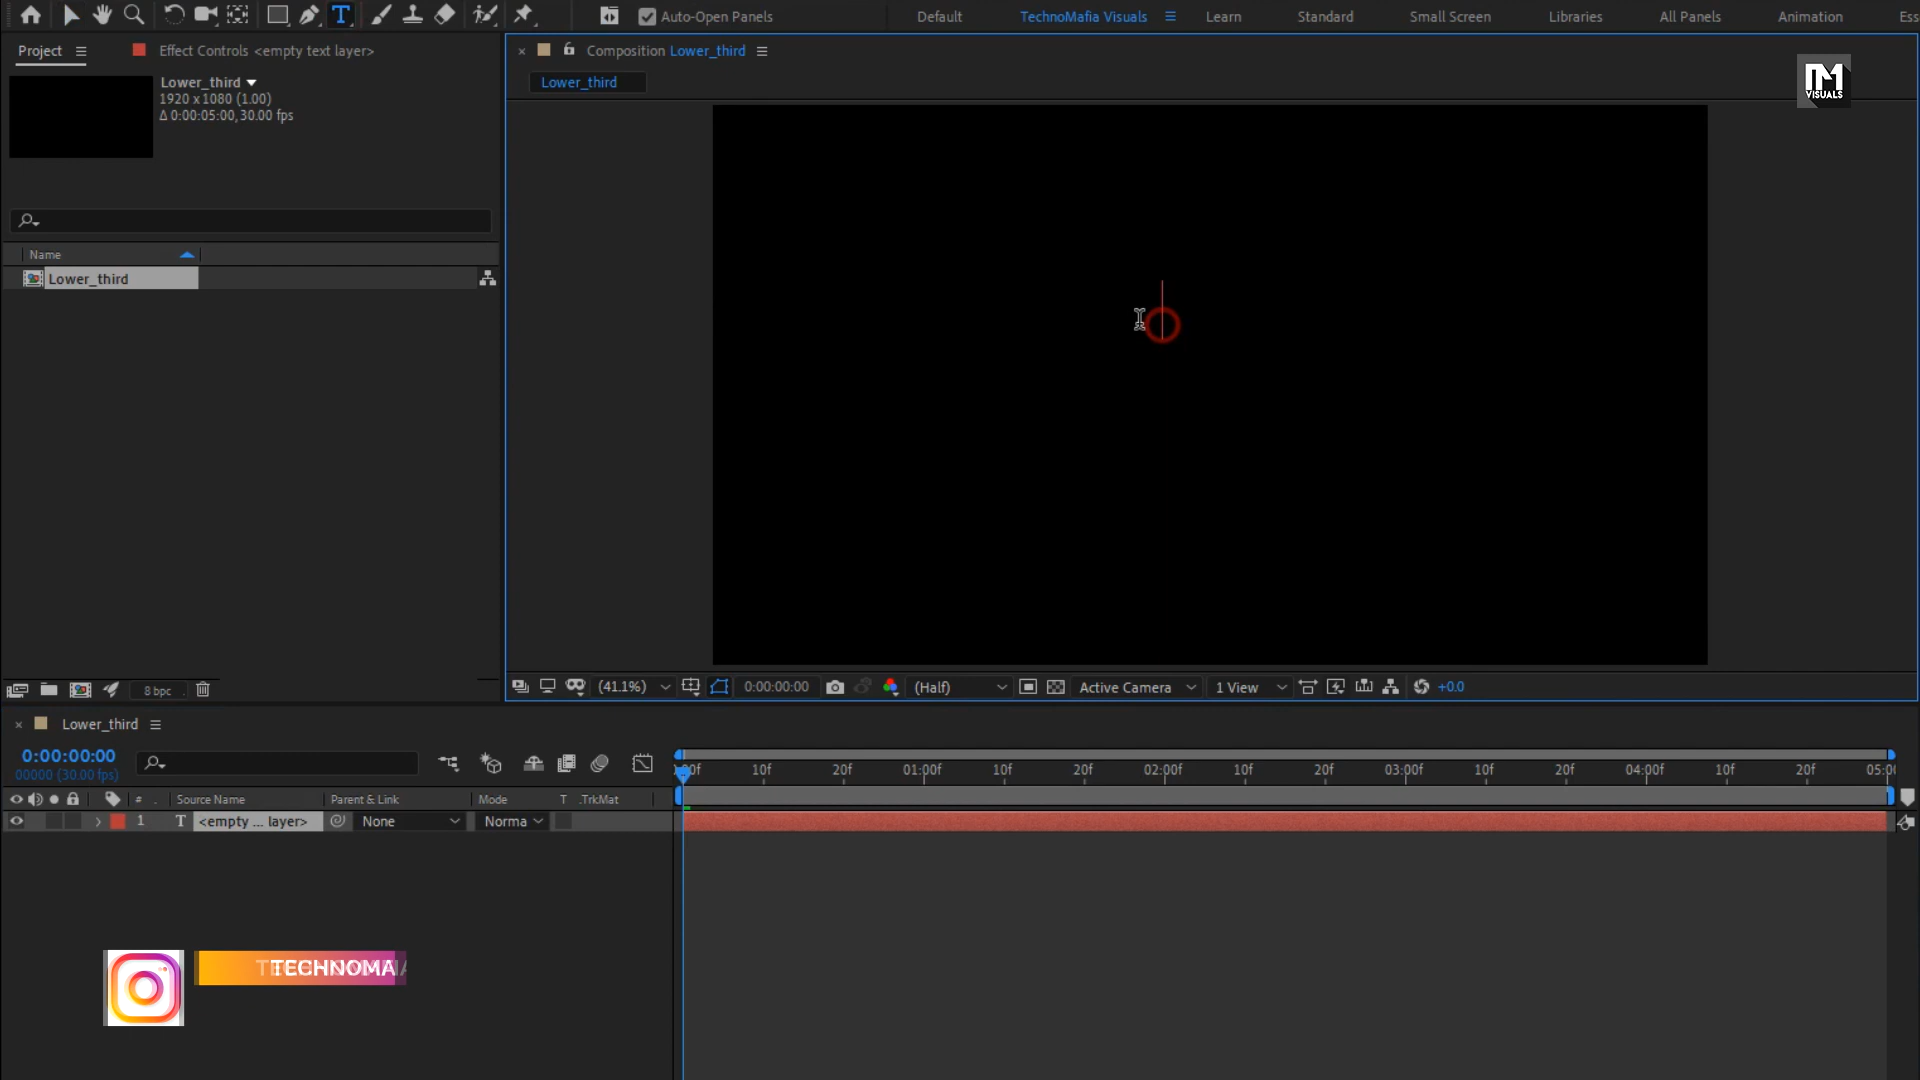 Auto-Open Panels
Default
TechnoMafia Visuals
Learn
Standard
Small Screen
Libraries
All Panels
Animation
Ess
Project
Effect Controls <empty text layer>
Composition Lower_third
Lower_third
Lower_third
1920 x 1080 (1.00)
Δ 0:00:05:00, 30.00 fps
VISUALS
Name
Lower_third
8 bpc
(41.1%)
0:00:00:00
(Half)
Active Camera
1 View
+0.0
Lower_third
0:00:00:00
00000 (30.00 fps)
10f
20f
01:00f
10f
20f
02:00f
10f
20f
03:00f
10f
20f
04:00f
10f
20f
05:00
#
Source Name
Parent & Link
Mode
T
.TrkMat
1
T
<empty ... layer>
None
Norma
TECHNOMA